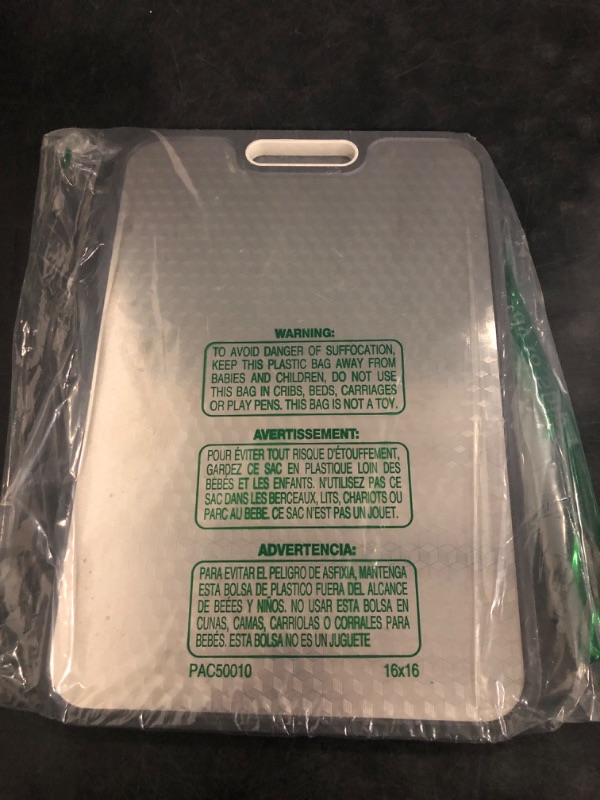 WARNING:
TO AVOID DANGER OF SUFFOCATION,
KEEP THIS PLASTIC BAG AWAY FROM
BABIES AND CHILDREN, DO NOT USE
THIS BAG IN CRIBS, BEDS, CARRIAGES
OR PLAY PENS. THIS BAG IS NOT A TOY.
AVERTISSEMENT:
POUR ÉVITER TOUT RISQUE D'ÉTOUFFEMENT,
GARDEZ CE SAC EN PLASTIQUE LOIN DES
BÉBÉS ET LES ENFANTS. N'UTILISEZ PAS CE
SAC DANS LES BERCEAUX, LITS, CHARIOTS OU
PARC AU BEBE. CE SAC N'EST PAS UN JOUET.
ADVERTENCIA:
PARA EVITAR EL PELIGRO DE ASFIXIA, MANTENGA
ESTA BOLSA DE PLASTICO FUERA DEL ALCANCE
DE BEÉES Y NIÑOS. NO USAR ESTA BOLSA EN
CUNAS, CAMAS, CARRIOLAS O CORRALES PARA
BEBÉS. ESTA BOLSA NO ES UN JUGUETE
PAC50010 16x16